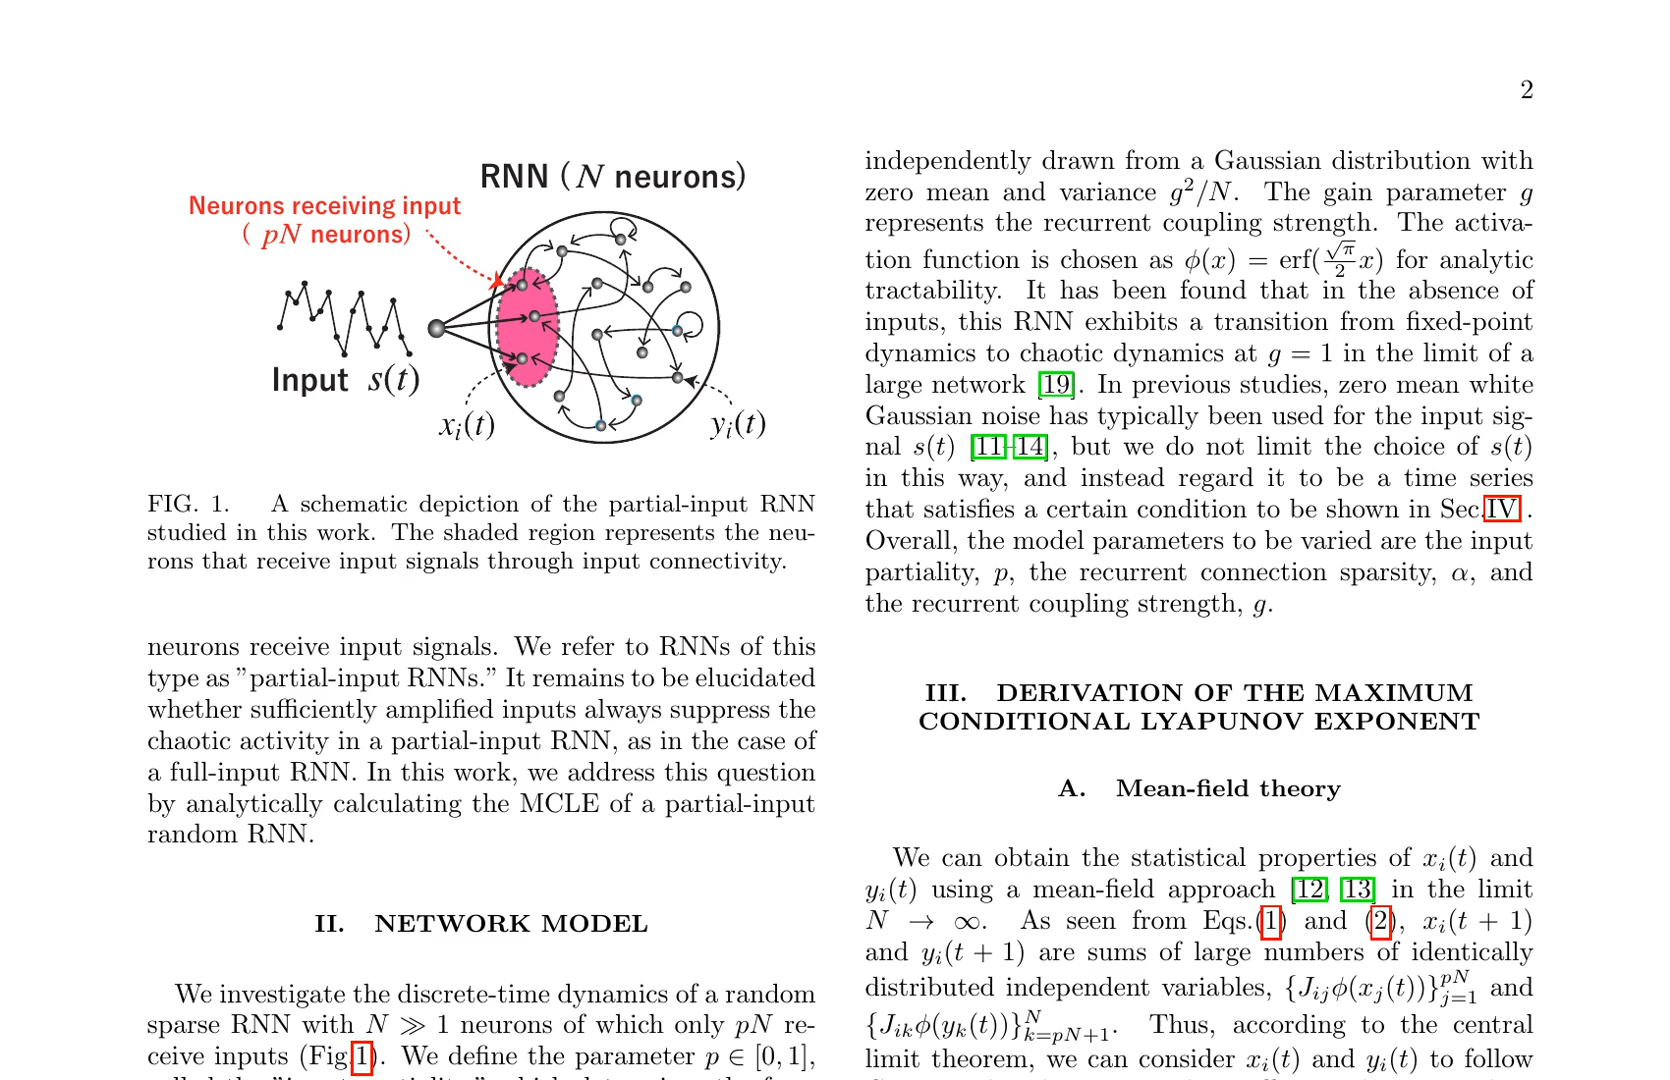 2
RNN (N neurons)
Neurons receiving input
( pN neurons)
Input s(t)
xi(t)
yi(t)
FIG. 1. A schematic depiction of the partial-input RNN
studied in this work. The shaded region represents the neu-
rons that receive input signals through input connectivity.
neurons receive input signals. We refer to RNNs of this
type as ”partial-input RNNs.” It remains to be elucidated
whether sufficiently amplified inputs always suppress the
chaotic activity in a partial-input RNN, as in the case of
a full-input RNN. In this work, we address this question
by analytically calculating the MCLE of a partial-input
random RNN.
II. NETWORK MODEL
We investigate the discrete-time dynamics of a random
sparse RNN with N ≫ 1 neurons of which only pN re-
ceive inputs (Fig.1). We define the parameter p ∈ [0, 1],
independently drawn from a Gaussian distribution with
zero mean and variance g²/N. The gain parameter g
represents the recurrent coupling strength. The activa-
tion function is chosen as ϕ(x) = erf(√π/2 x) for analytic
tractability. It has been found that in the absence of
inputs, this RNN exhibits a transition from fixed-point
dynamics to chaotic dynamics at g = 1 in the limit of a
large network [19]. In previous studies, zero mean white
Gaussian noise has typically been used for the input sig-
nal s(t) [11–14], but we do not limit the choice of s(t)
in this way, and instead regard it to be a time series
that satisfies a certain condition to be shown in Sec.IV .
Overall, the model parameters to be varied are the input
partiality, p, the recurrent connection sparsity, α, and
the recurrent coupling strength, g.
III. DERIVATION OF THE MAXIMUM
CONDITIONAL LYAPUNOV EXPONENT
A. Mean-field theory
We can obtain the statistical properties of xi(t) and
yi(t) using a mean-field approach [12, 13] in the limit
N → ∞. As seen from Eqs.(1) and (2), xi(t + 1)
and yi(t + 1) are sums of large numbers of identically
distributed independent variables, {Jijϕ(xj(t))}^{pN}_{j=1} and
{Jikϕ(yk(t))}^{N}_{k=pN+1}. Thus, according to the central
limit theorem, we can consider xi(t) and yi(t) to follow